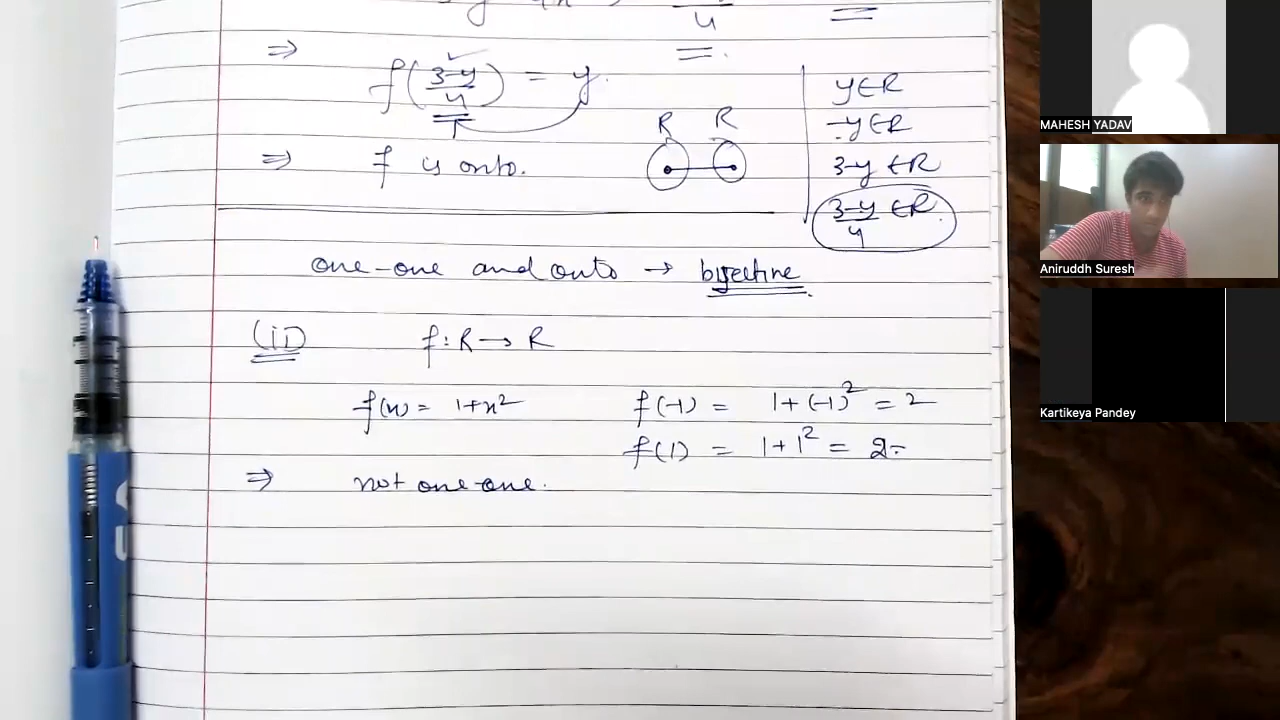 ⇒ f(3-y/4) = y.
⇒ f is onto.
R R
y∈R
-y∈R
3-y ∈R
3-y/4 ∈R.
one-one and onto → bijective
(ii) f: R → R
f(x) = 1+x² f(-1) = 1+(-1)² = 2
f(1) = 1+1² = 2
⇒ not one-one.
MAHESH YADAV
Aniruddh Suresh
Kartikeya Pandey